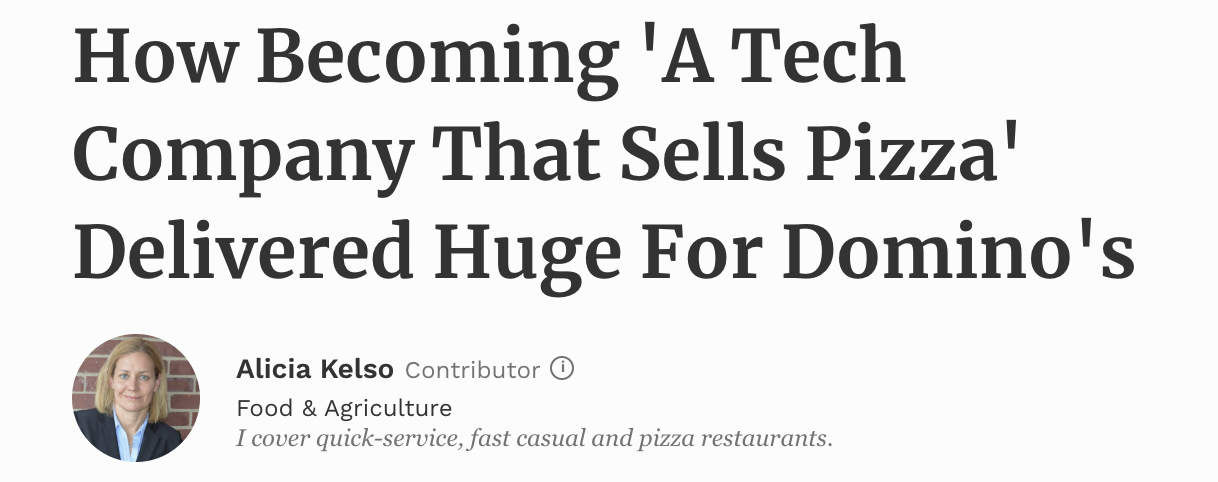 How Becoming 'A Tech
Company That Sells Pizza'
Delivered Huge For Domino's
Alicia Kelso Contributor ⓘ
Food & Agriculture
I cover quick-service, fast casual and pizza restaurants.